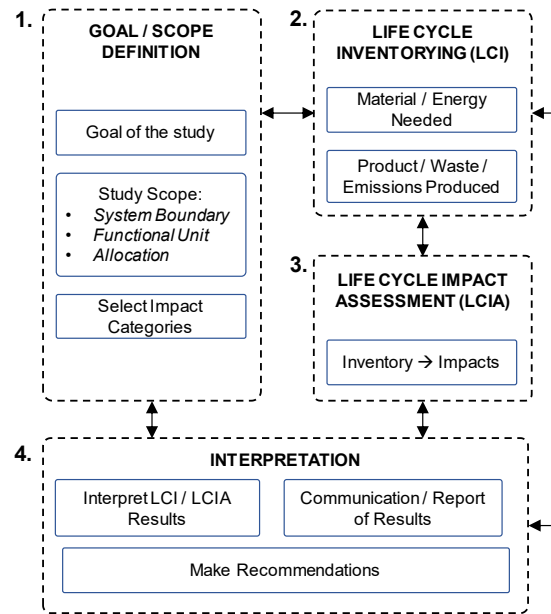 1.
GOAL / SCOPE
DEFINITION
Goal of the study
Study Scope:
• System Boundary
• Functional Unit
• Allocation
Select Impact
Categories
2.
LIFE CYCLE
INVENTORYING (LCI)
Material / Energy
Needed
Product / Waste /
Emissions Produced
3.
LIFE CYCLE IMPACT
ASSESSMENT (LCIA)
Inventory → Impacts
4.
INTERPRETATION
Interpret LCI / LCIA
Results
Communication / Report
of Results
Make Recommendations